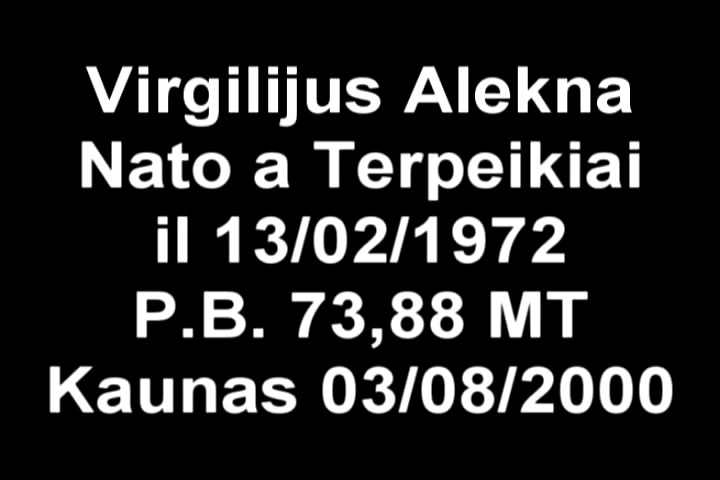 Virgilijus Alekna
Nato a Terpeikiai
il 13/02/1972
P.B. 73,88 MT
Kaunas 03/08/2000